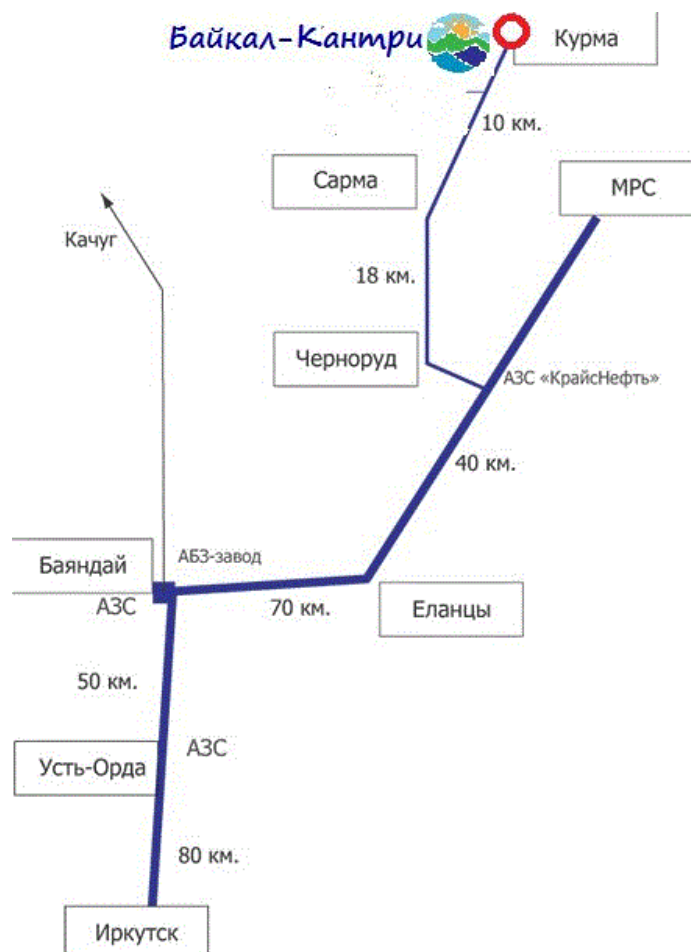 Байкал-Кантри
Курма
10 км.
Сарма
МРС
Качуг
18 км.
Черноруд
АЗС «КрайсНефть»
40 км.
Баяндай
АБЗ-завод
АЗС
70 км.
Еланцы
50 км.
АЗС
Усть-Орда
80 км.
Иркутск